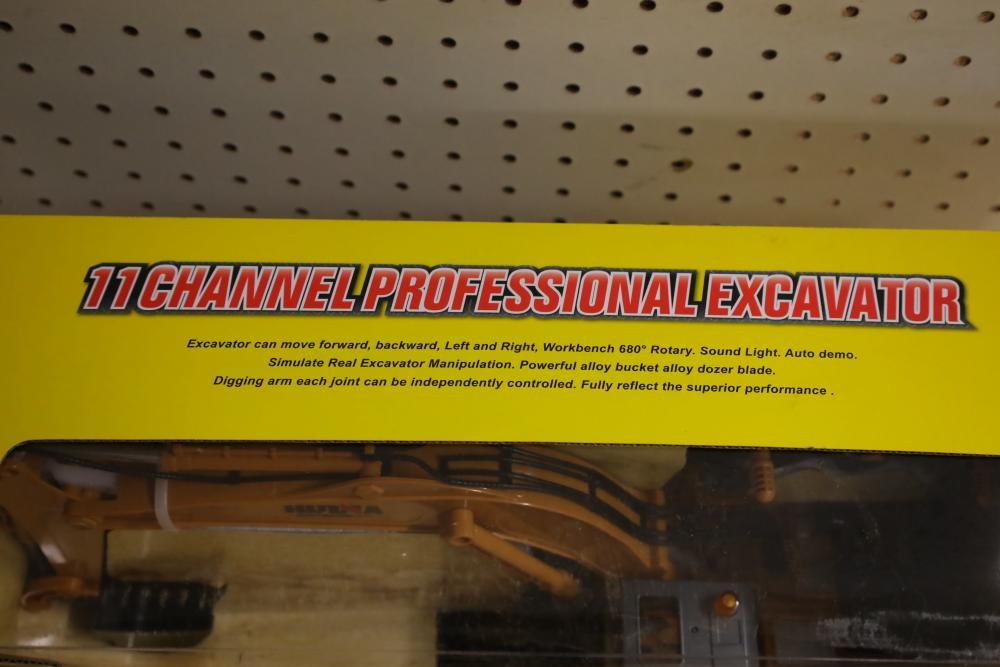 11 CHANNEL PROFESSIONAL EXCAVATOR
Excavator can move forward, backward, Left and Right, Workbench 680° Rotary. Sound Light. Auto demo.
Simulate Real Excavator Manipulation. Powerful alloy bucket alloy dozer blade.
Digging arm each joint can be independently controlled. Fully reflect the superior performance .
HUINA